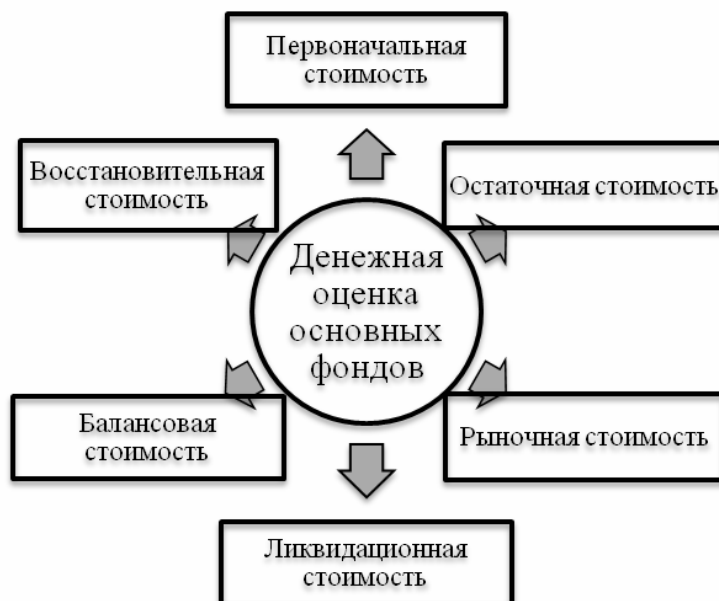 Первоначальная
стоимость
Восстановительная
стоимость
Остаточная стоимость
Денежная
оценка
основных
фондов
Балансовая
стоимость
Рыночная стоимость
Ликвидационная
стоимость